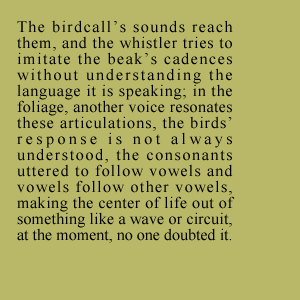 The birdcall’s sounds reach
them, and the whistler tries to
imitate the beak’s cadences
without understanding the
language it is speaking; in the
foliage, another voice resonates
these articulations, the birds’
response is not always
understood, the consonants
uttered to follow vowels and
vowels follow other vowels,
making the center of life out of
something like a wave or circuit,
at the moment, no one doubted it.